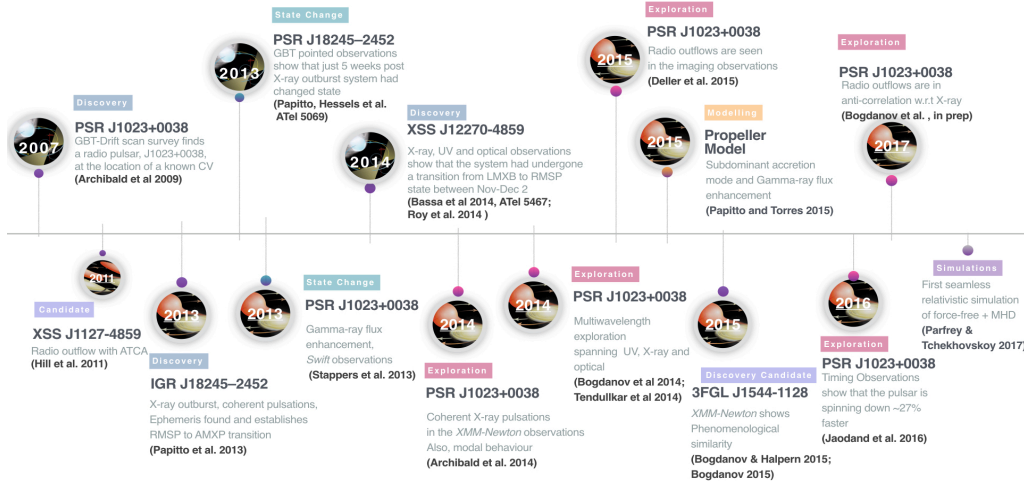 Discovery
2007
PSR J1023+0038
GBT-Drift scan survey finds
a radio pulsar, J1023+0038,
at the location of a known CV
(Archibald et al 2009)
State Change
2013
PSR J18245–2452
GBT pointed observations
show that just 5 weeks post
X-ray outburst system had
changed state
(Papitto, Hessels et al.
ATel 5069)
Discovery
2014
XSS J12270-4859
X-ray, UV and optical observations
show that the system had undergone
a transition from LMXB to RMSP
state between Nov-Dec 2
(Bassa et al 2014, ATel 5467;
Roy et al. 2014 )
Exploration
2015
PSR J1023+0038
Radio outflows are seen
in the imaging observations
(Deller et al. 2015)
Modelling
2015
Propeller
Model
Subdominant accretion
mode and Gamma-ray flux
enhancement
(Papitto and Torres 2015)
Exploration
PSR J1023+0038
Radio outflows are in
anti-correlation w.r.t X-ray
(Bogdanov et al. , in prep)
2017
2011
Candidate
XSS J1127-4859
Radio outflow with ATCA
(Hill et al. 2011)
2013
Discovery
IGR J18245–2452
X-ray outburst, coherent pulsations,
Ephemeris found and establishes
RMSP to AMXP transition
(Papitto et al. 2013)
2013
State Change
PSR J1023+0038
Gamma-ray flux
enhancement,
Swift observations
(Stappers et al. 2013)
2014
Exploration
PSR J1023+0038
Coherent X-ray pulsations
in the XMM-Newton observations
Also, modal behaviour
(Archibald et al. 2014)
2014
Exploration
PSR J1023+0038
Multiwavelength
exploration
spanning UV, X-ray and
optical
(Bogdanov et al 2014;
Tendullkar et al 2014)
2015
Discovery Candidate
3FGL J1544-1128
XMM-Newton shows
Phenomenological
similarity
(Bogdanov & Halpern 2015;
Bogdanov 2015)
2016
Exploration
PSR J1023+0038
Timing Observations
show that the pulsar is
spinning down ~27%
faster
(Jaodand et al. 2016)
Simulations
First seamless
relativistic simulation
of force-free + MHD
(Parfrey &
Tchekhovskoy 2017)